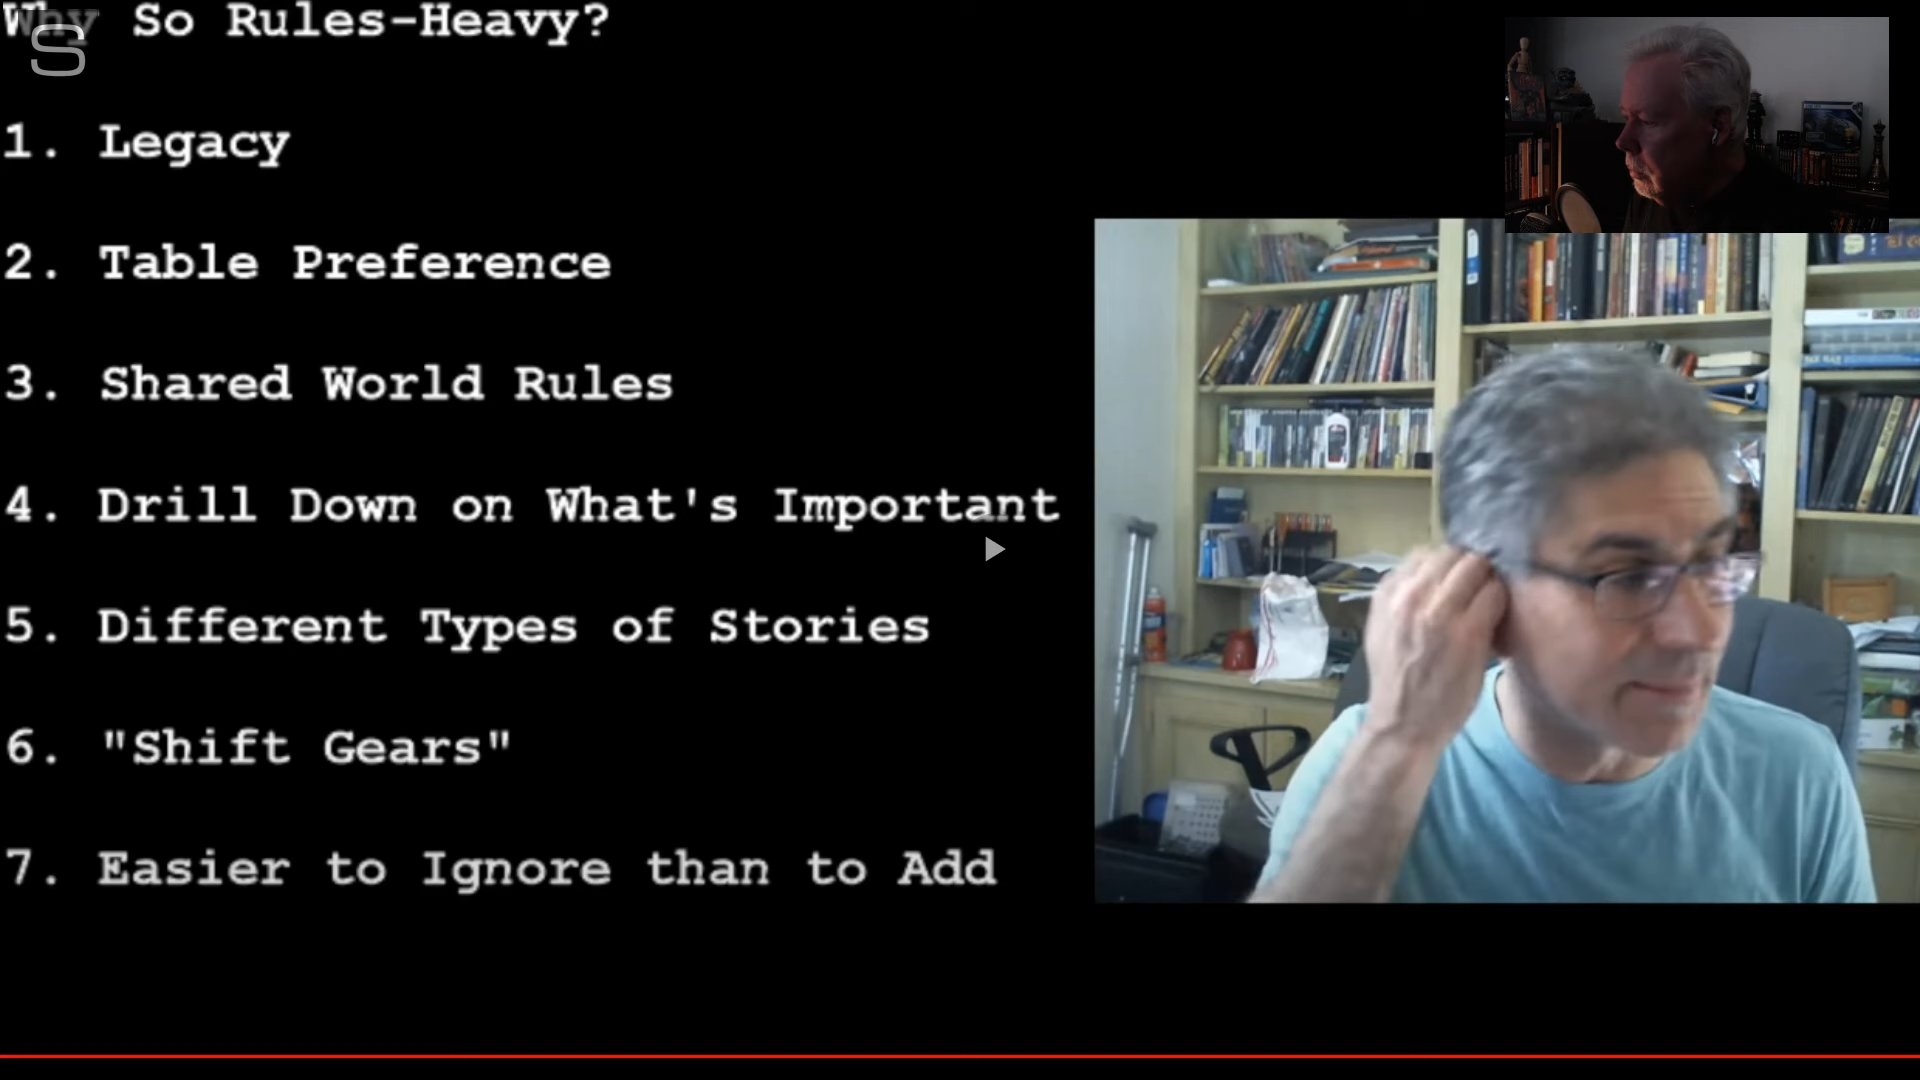 Why So Rules-Heavy?
S
1. Legacy
2. Table Preference
3. Shared World Rules
4. Drill Down on What's Important
5. Different Types of Stories
6. "Shift Gears"
7. Easier to Ignore than to Add